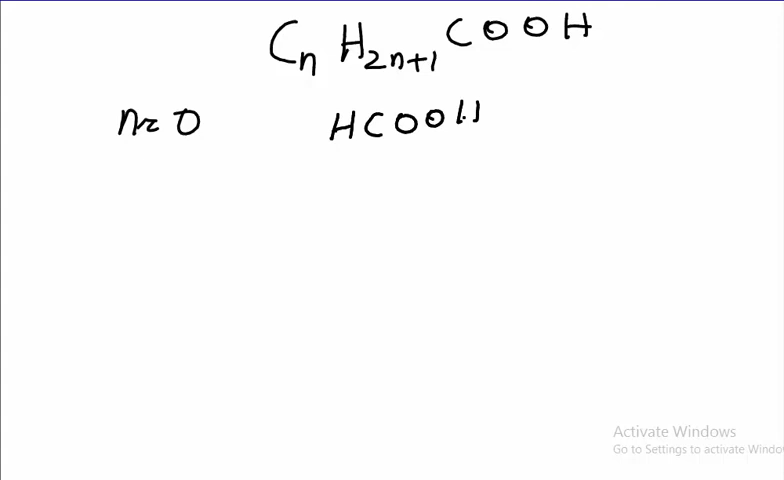 CnH2n+1COOH
n= 0 HCOOH
Activate Windows
Go to Settings to activate Windo